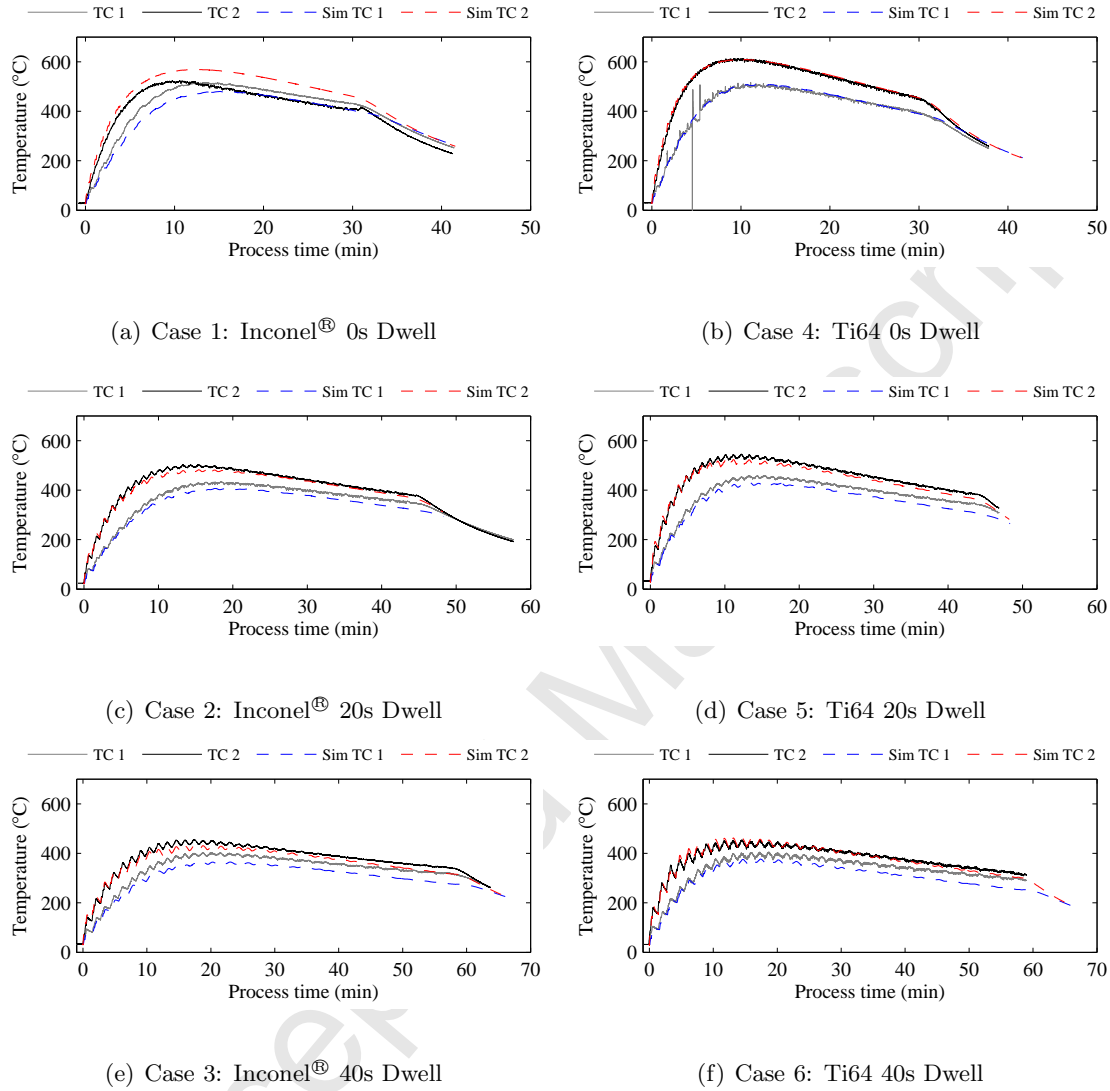 TC 1 TC 2 Sim TC 1 Sim TC 2
Temperature (°C)
600
400
200
0
0 10 20 30 40 50
Process time (min)
(a) Case 1: Inconel® 0s Dwell
TC 1 TC 2 Sim TC 1 Sim TC 2
Temperature (°C)
600
400
200
0
0 10 20 30 40 50
Process time (min)
(b) Case 4: Ti64 0s Dwell
TC 1 TC 2 Sim TC 1 Sim TC 2
Temperature (°C)
600
400
200
0
0 10 20 30 40 50 60
Process time (min)
(c) Case 2: Inconel® 20s Dwell
TC 1 TC 2 Sim TC 1 Sim TC 2
Temperature (°C)
600
400
200
0
0 10 20 30 40 50 60
Process time (min)
(d) Case 5: Ti64 20s Dwell
TC 1 TC 2 Sim TC 1 Sim TC 2
Temperature (°C)
600
400
200
0
0 10 20 30 40 50 60 70
Process time (min)
(e) Case 3: Inconel® 40s Dwell
TC 1 TC 2 Sim TC 1 Sim TC 2
Temperature (°C)
600
400
200
0
0 10 20 30 40 50 60 70
Process time (min)
(f) Case 6: Ti64 40s Dwell